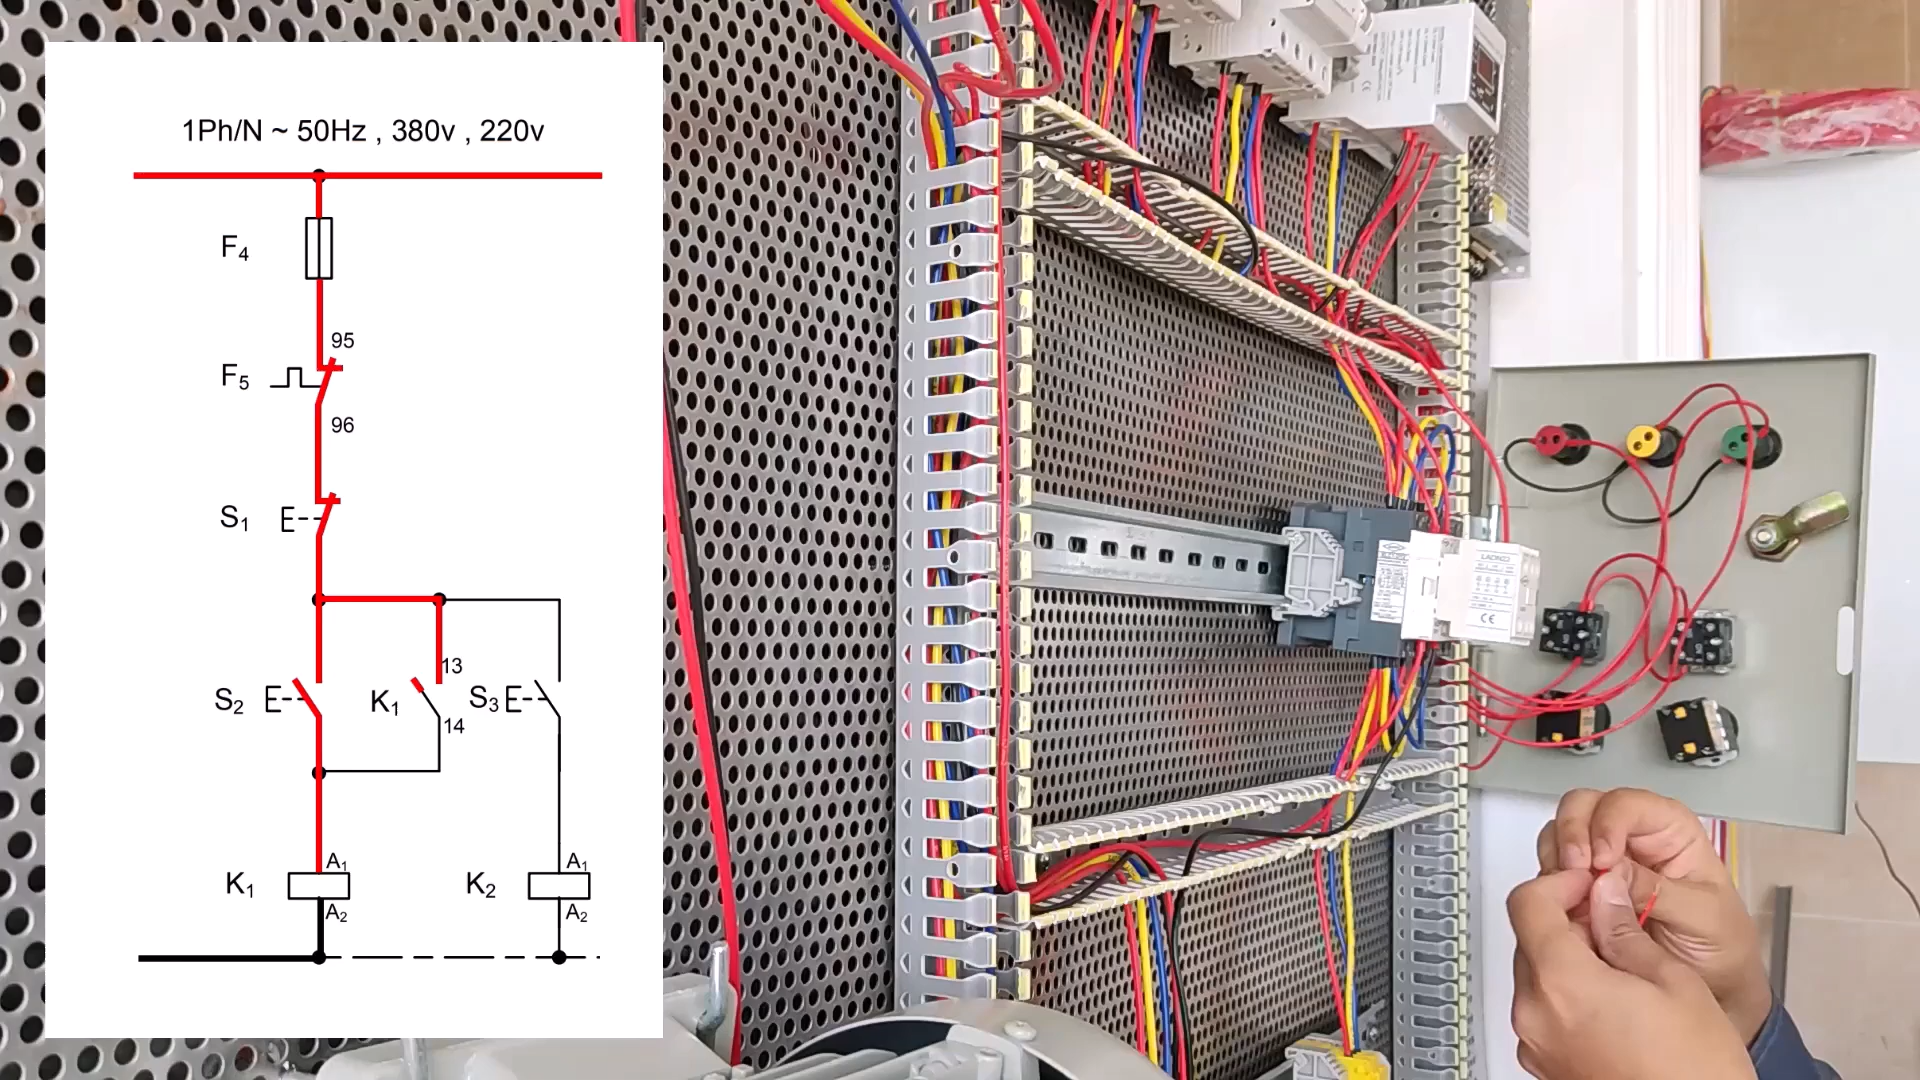 1Ph/N ~ 50Hz , 380v , 220v
F4
95
F5
96
S1
13
S2
K1
S3
14
A1
A1
K1
K2
A2
A2
LADN22
CE